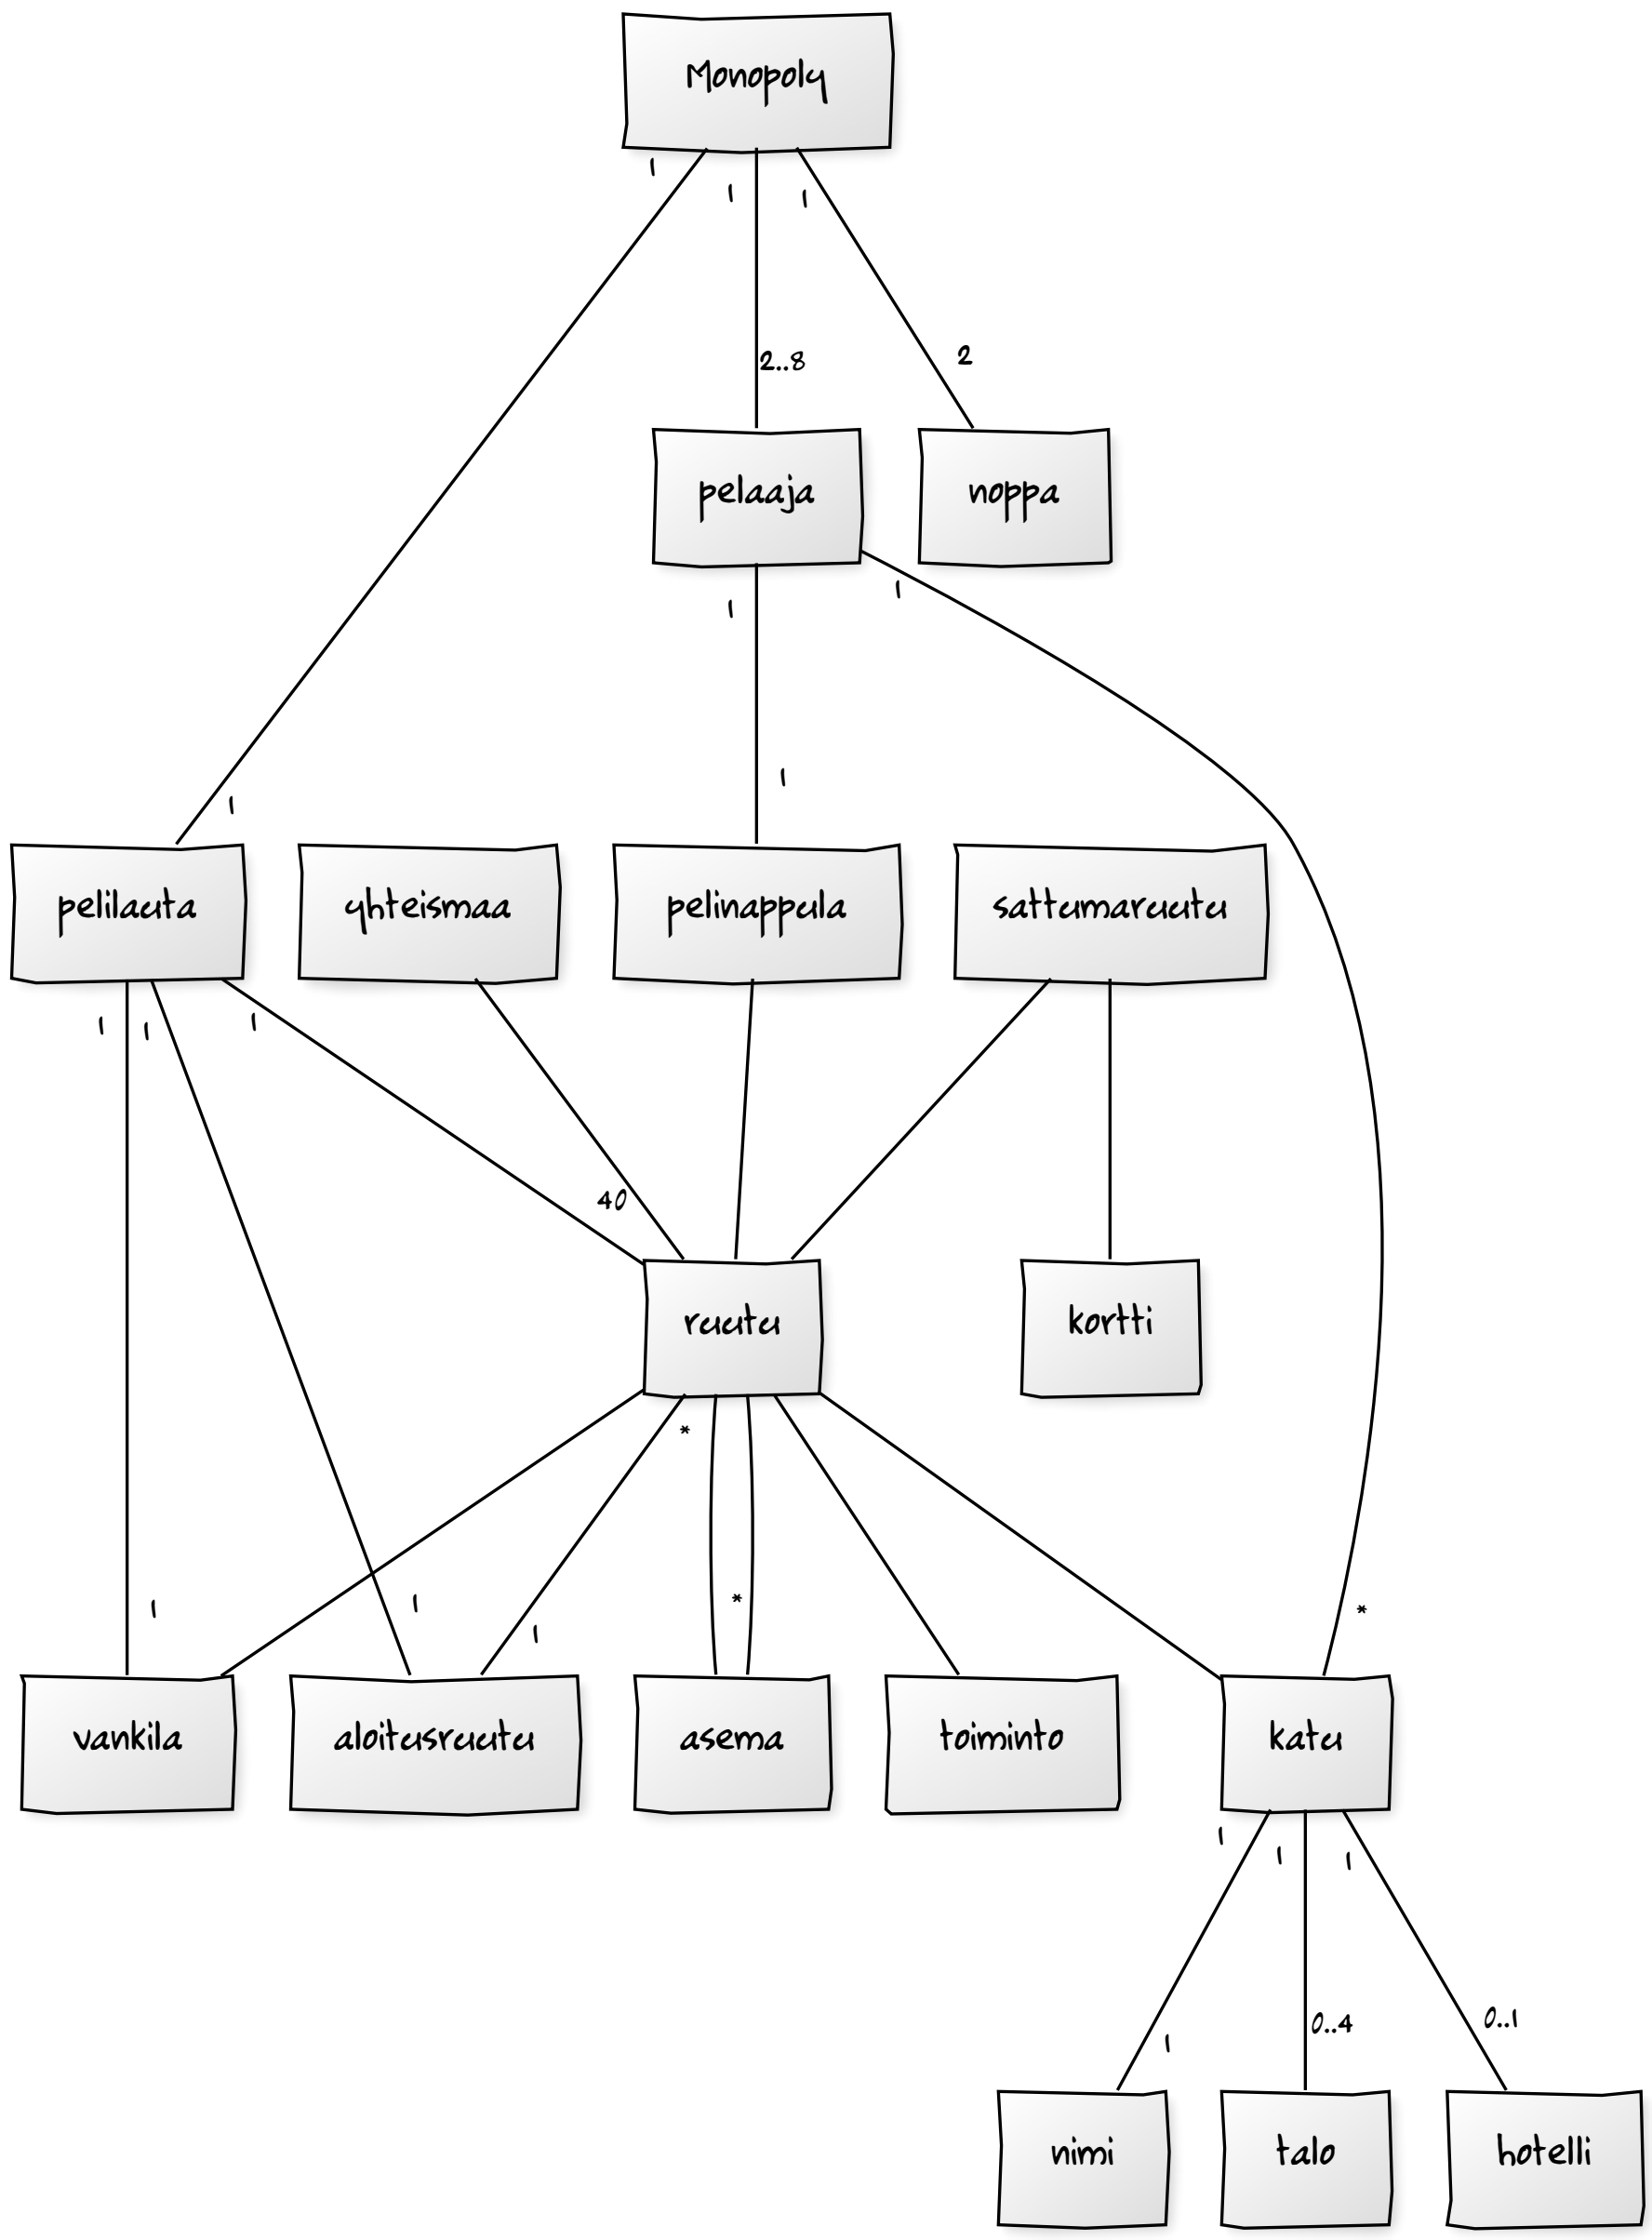 Monopoly
1
1
1
2..8
2
pelaaja
noppa
1
1
1
1
pelilauta
yhteismaa
pelinappula
sattumaruutu
1
1
1
40
ruutu
kortti
*
*
1
1
1
*
vankila
aloitusruutu
asema
toiminto
katu
1
1
1
1
0..4
0..1
nimi
talo
hotelli